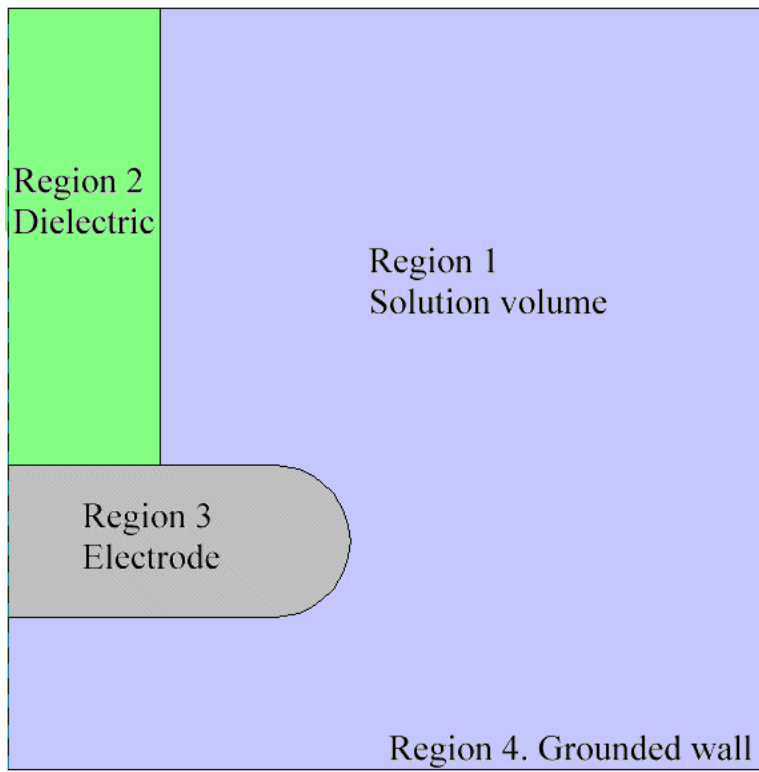 Region 2
Dielectric
Region 1
Solution volume
Region 3
Electrode
Region 4. Grounded wall